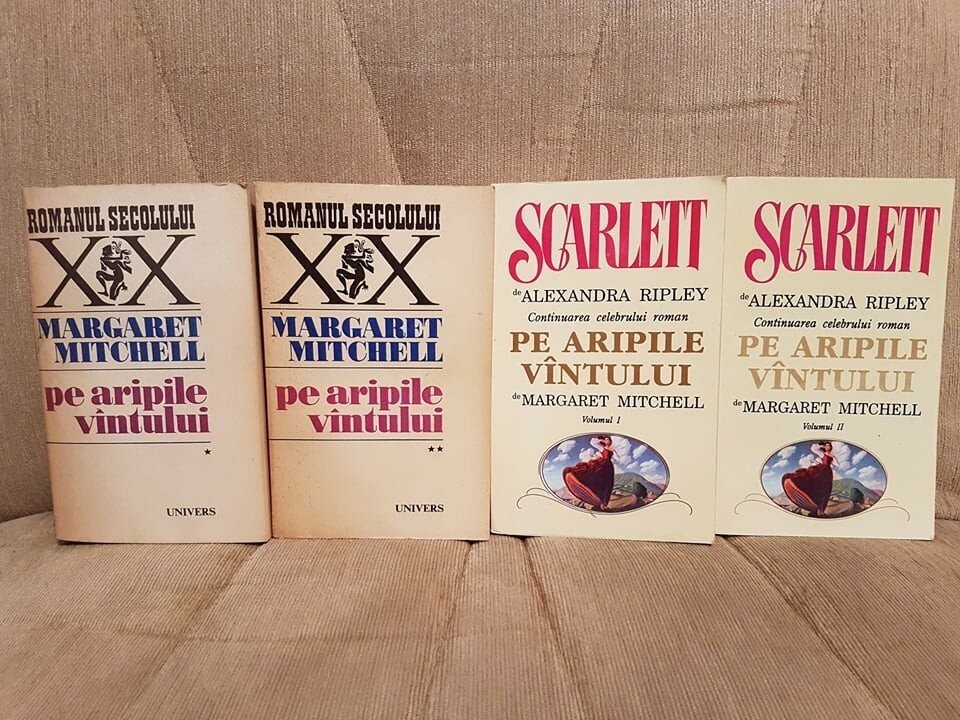 ROMANUL SECOLULUI
XX
MARGARET
MITCHELL
pe aripile
vîntului
*
UNIVERS
ROMANUL SECOLULUI
XX
MARGARET
MITCHELL
pe aripile
vîntului
**
UNIVERS
SCARLETT
de ALEXANDRA RIPLEY
Continuarea celebrului roman
PE ARIPILE
VÎNTULUI
de MARGARET MITCHELL
Volumul I
SCARLETT
de ALEXANDRA RIPLEY
Continuarea celebrului roman
PE ARIPILE
VÎNTULUI
de MARGARET MITCHELL
Volumul II